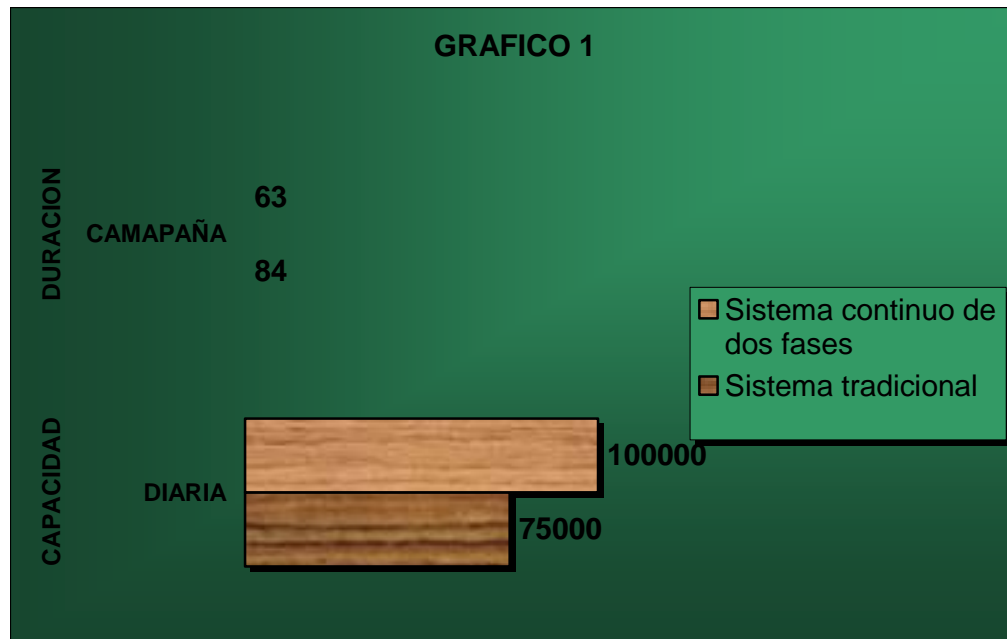 GRAFICO 1
DURACION
CAMAPAÑA
63
84
CAPACIDAD
DIARIA
100000
75000
Sistema continuo de
dos fases
Sistema tradicional